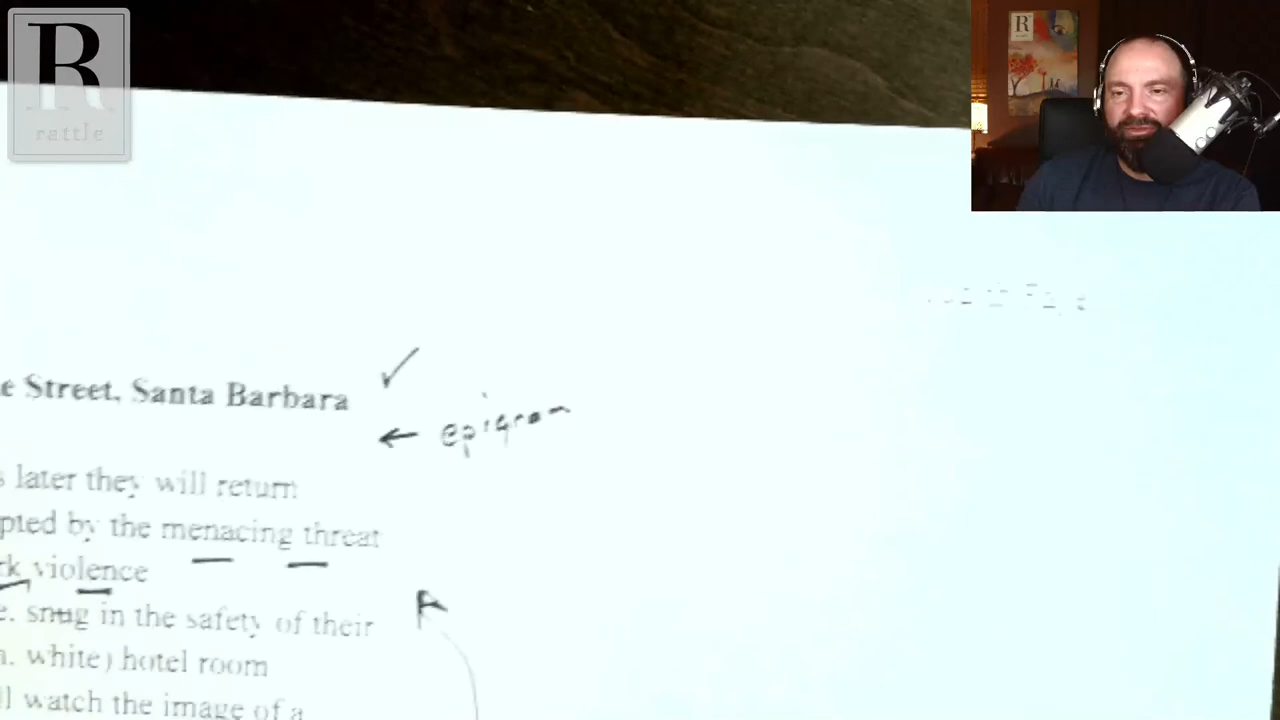 R
rattle
R
e Street, Santa Barbara
✓
← epigram
s later they will return
pted by the menacing threat
rk violence
e, snug in the safety of their
n, white) hotel room
ll watch the image of a